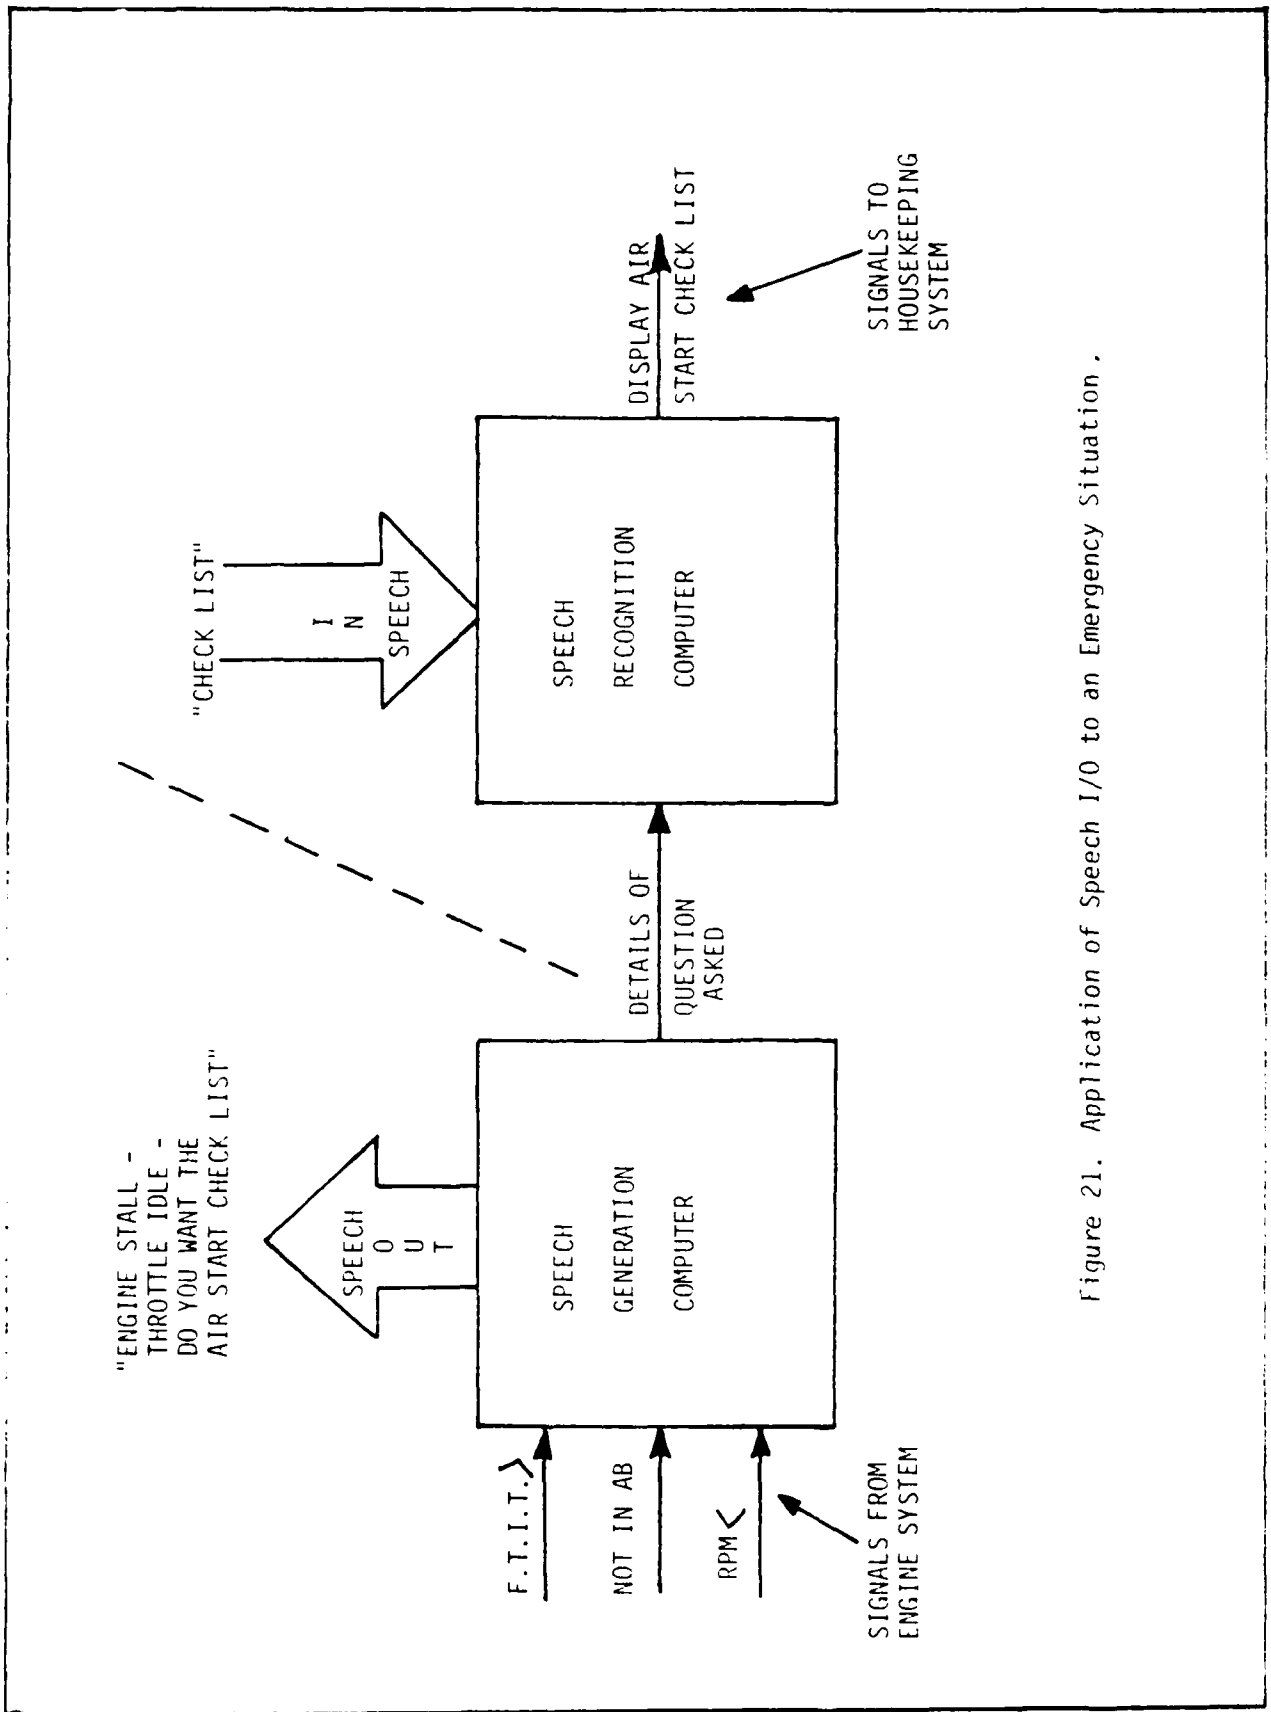 "ENGINE STALL -
THROTTLE IDLE -
DO YOU WANT THE
AIR START CHECK LIST"
SPEECH
O
U
T
F.T.I.T.>
NOT IN AB
RPM<
SIGNALS FROM
ENGINE SYSTEM
SPEECH
GENERATION
COMPUTER
DETAILS OF
QUESTION
ASKED
"CHECK LIST"
I
N
SPEECH
SPEECH
RECOGNITION
COMPUTER
DISPLAY AIR
START CHECK LIST
SIGNALS TO
HOUSEKEEPING
SYSTEM
Figure 21. Application of Speech I/O to an Emergency Situation.